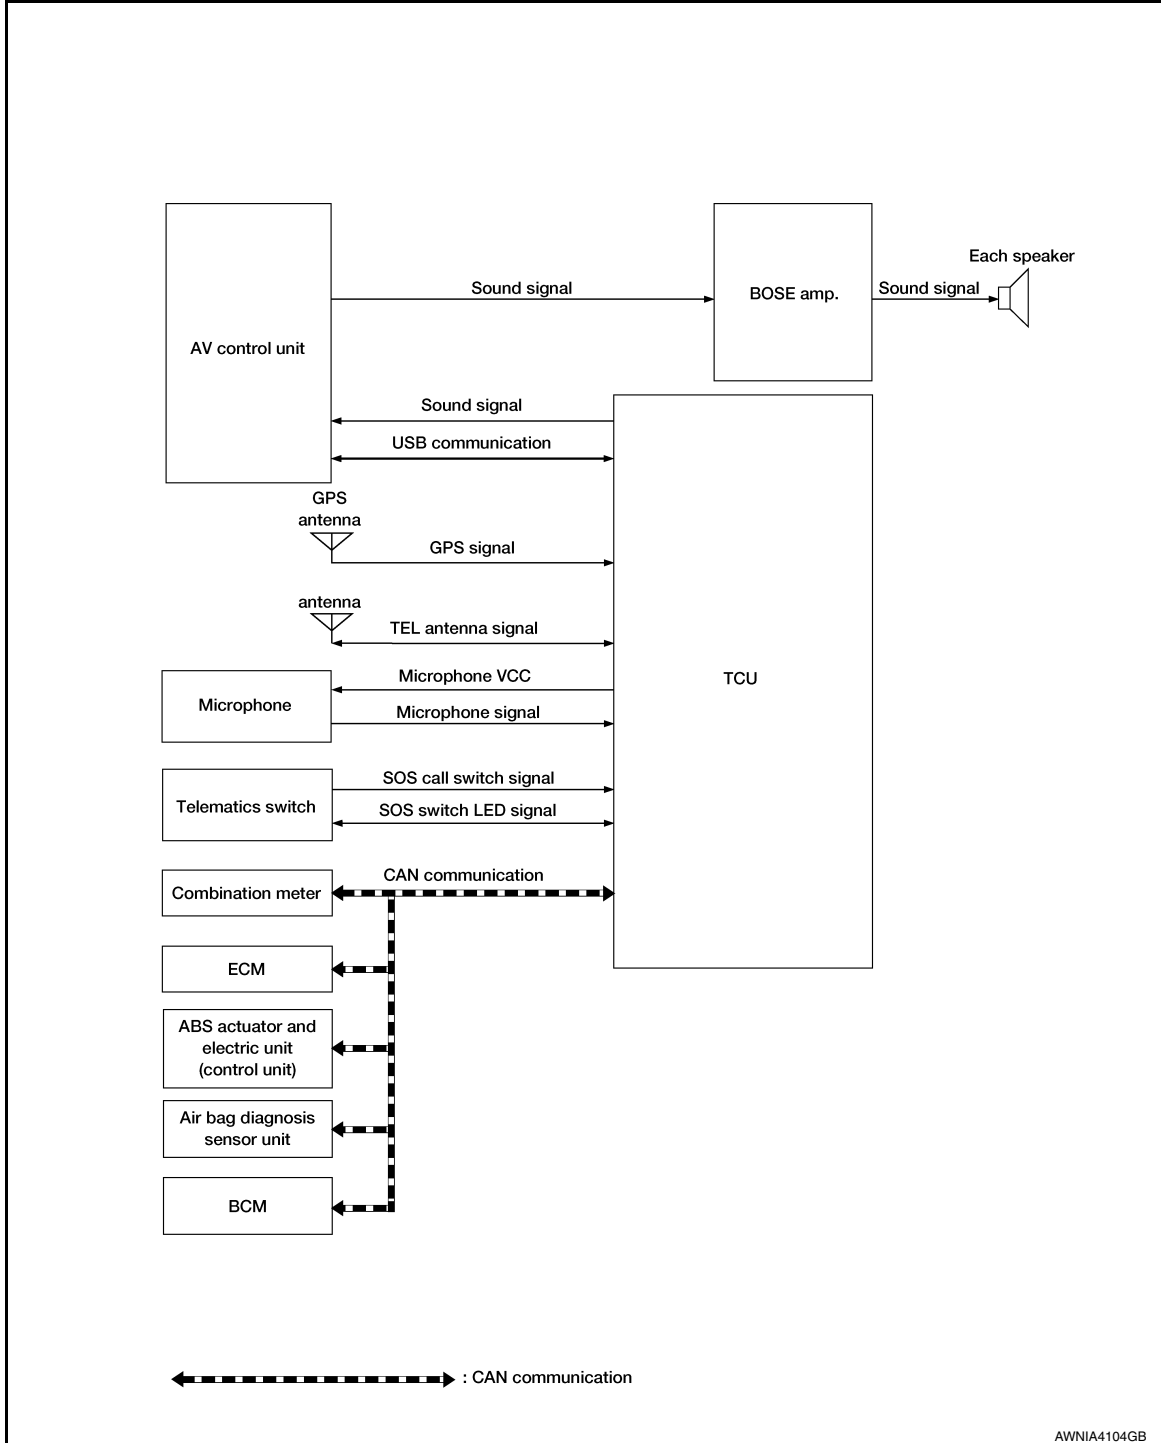 Each speaker
Sound signal
BOSE amp.
Sound signal
AV control unit
Sound signal
USB communication
GPS
antenna
GPS signal
antenna
TEL antenna signal
Microphone VCC
TCU
Microphone
Microphone signal
SOS call switch signal
Telematics switch
SOS switch LED signal
CAN communication
Combination meter
ECM
ABS actuator and
electric unit
(control unit)
Air bag diagnosis
sensor unit
BCM
: CAN communication
AWNIA4104GB